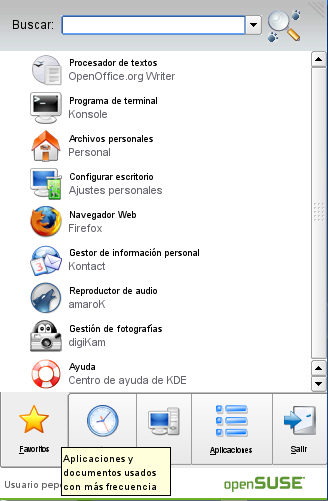 Buscar:
Procesador de textos
OpenOffice.org Writer
Programa de terminal
Konsole
Archivos personales
Personal
Configurar escritorio
Ajustes personales
Navegador Web
Firefox
Gestor de información personal
Kontact
Reproductor de audio
amaroK
Gestión de fotografías
digiKam
Ayuda
Centro de ayuda de KDE
Favoritos
Aplicaciones
Salir
Aplicaciones y
documentos usados
con más frecuencia
Usuario
openSUSE